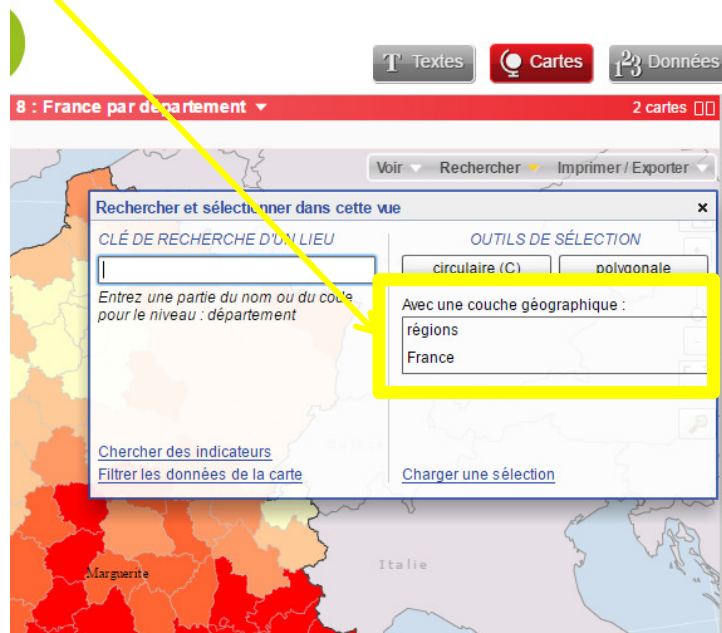 T Textes
Cartes
123 Données
8 : France par département
2 cartes
Voir
Rechercher
Imprimer / Exporter
Rechercher et sélectionner dans cette vue
x
CLÉ DE RECHERCHE D'UN LIEU
OUTILS DE SÉLECTION
circulaire (C)
polygonale
Entrez une partie du nom ou du code
pour le niveau : département
Avec une couche géographique :
régions
France
Chercher des indicateurs
Filtrer les données de la carte
Charger une sélection
Marguerite
Italie